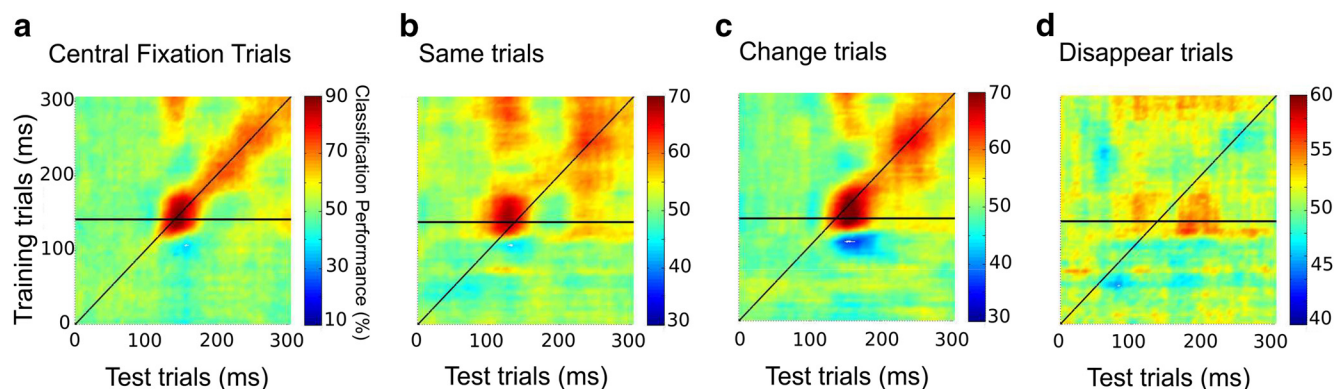 a
Central Fixation Trials
Training trials (ms)
300
200
100
0
0
100
200
300
Test trials (ms)
90
70
50
30
10
Classification Performance (%)
b
Same trials
0
100
200
300
Test trials (ms)
70
60
50
40
30
c
Change trials
0
100
200
300
Test trials (ms)
70
60
50
40
30
d
Disappear trials
0
100
200
300
Test trials (ms)
60
55
50
45
40